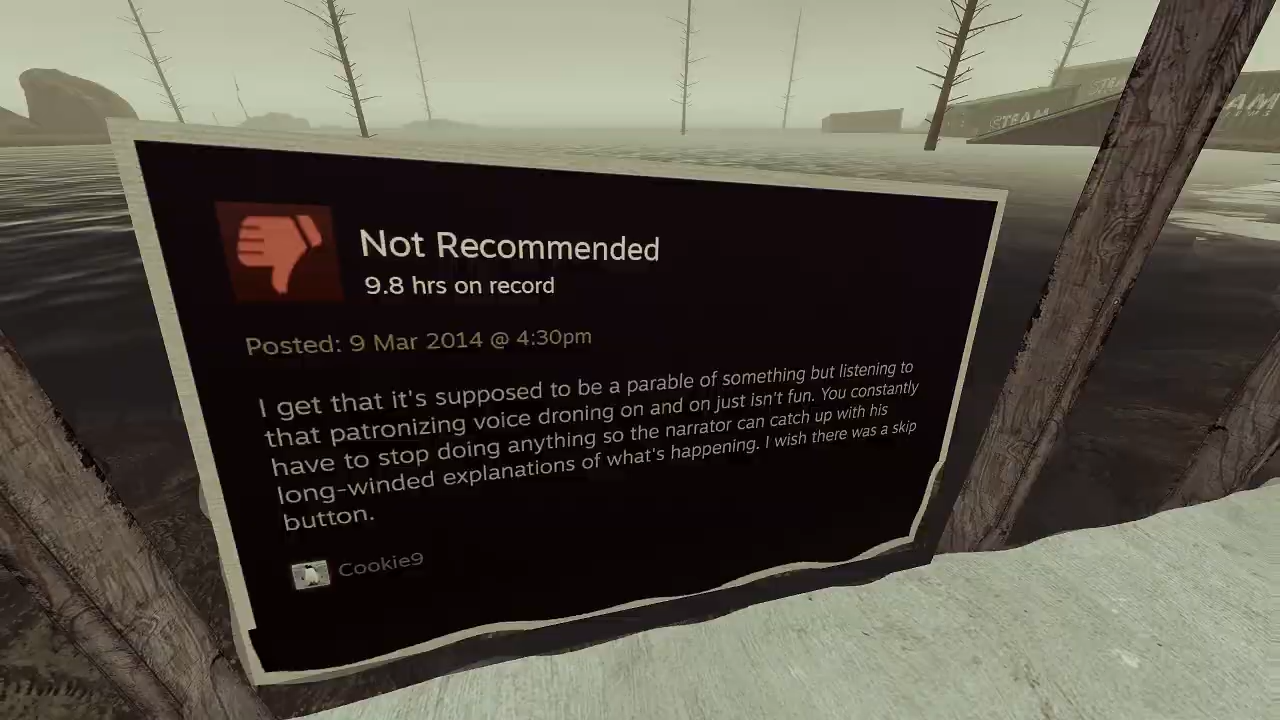 Not Recommended
9.8 hrs on record
Posted: 9 Mar 2014 @ 4:30pm
I get that it's supposed to be a parable of something but listening to
that patronizing voice droning on and on just isn't fun. You constantly
have to stop doing anything so the narrator can catch up with his
long-winded explanations of what's happening. I wish there was a skip
button.
Cookie9